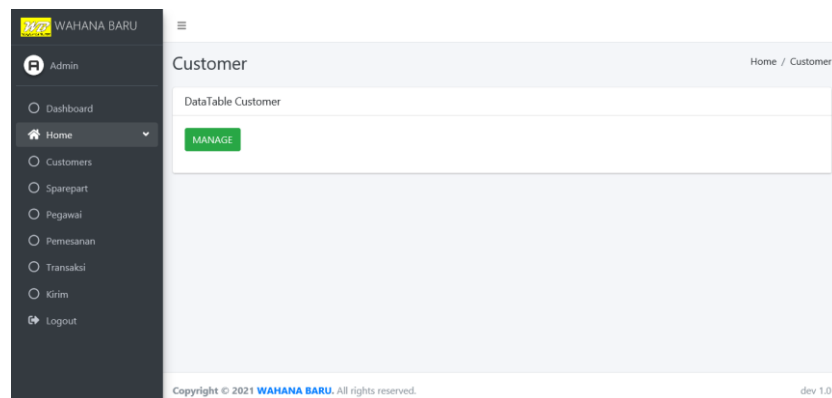 WAHANA BARU
Admin
Dashboard
Home
Customers
Sparepart
Pegawai
Pemesanan
Transaksi
Kirim
Logout
Customer
Home / Customer
DataTable Customer
MANAGE
Copyright © 2021 WAHANA BARU. All rights reserved.
dev 1.0